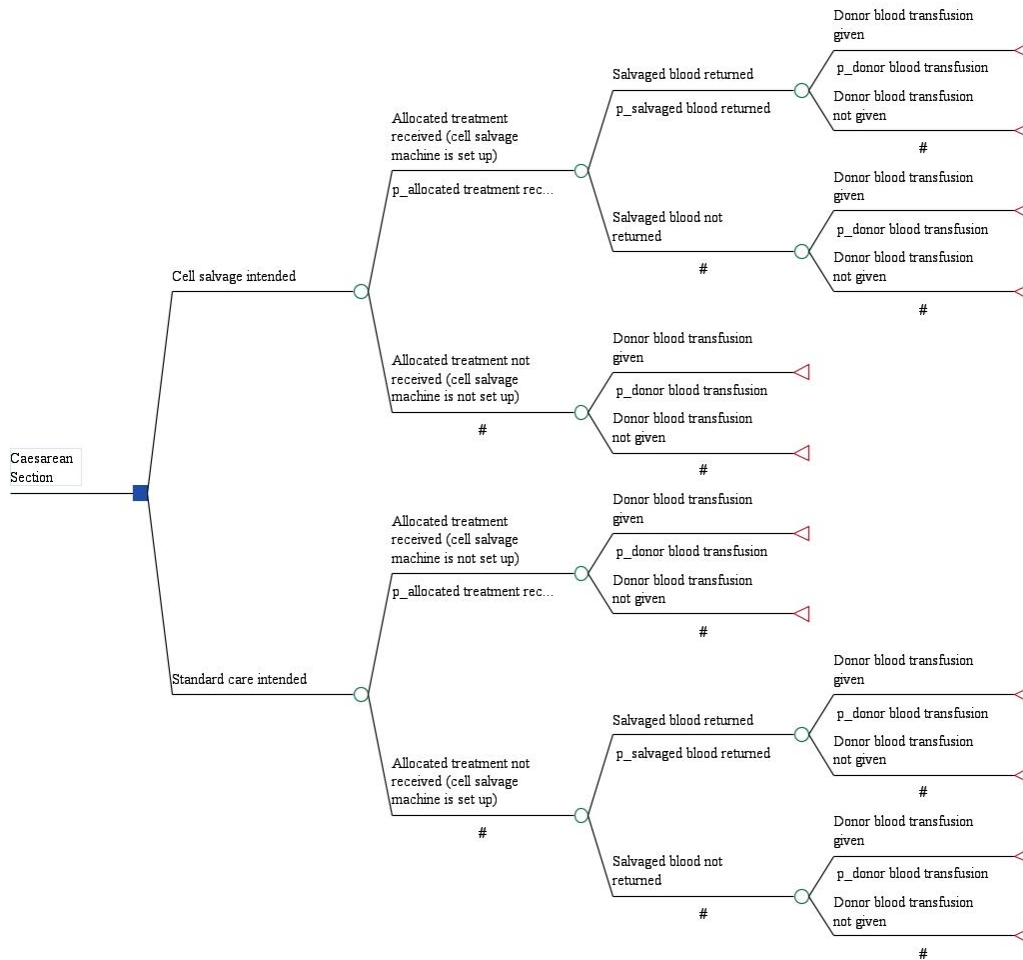 Donor blood transfusion
given
p_donor blood transfusion
Salvaged blood returned
p_salvaged blood returned
Donor blood transfusion
not given
#
Allocated treatment
received (cell salvage
machine is set up)
p_allocated treatment rec...
Donor blood transfusion
given
p_donor blood transfusion
Salvaged blood not
returned
#
Donor blood transfusion
not given
#
Cell salvage intended
Donor blood transfusion
given
p_donor blood transfusion
Allocated treatment not
received (cell salvage
machine is not set up)
#
Donor blood transfusion
not given
#
Caesarean
Section
Donor blood transfusion
given
p_donor blood transfusion
Allocated treatment
received (cell salvage
machine is not set up)
p_allocated treatment rec...
Donor blood transfusion
not given
#
Standard care intended
Donor blood transfusion
given
p_donor blood transfusion
Salvaged blood returned
p_salvaged blood returned
Donor blood transfusion
not given
#
Allocated treatment not
received (cell salvage
machine is set up)
#
Donor blood transfusion
given
p_donor blood transfusion
Salvaged blood not
returned
#
Donor blood transfusion
not given
#